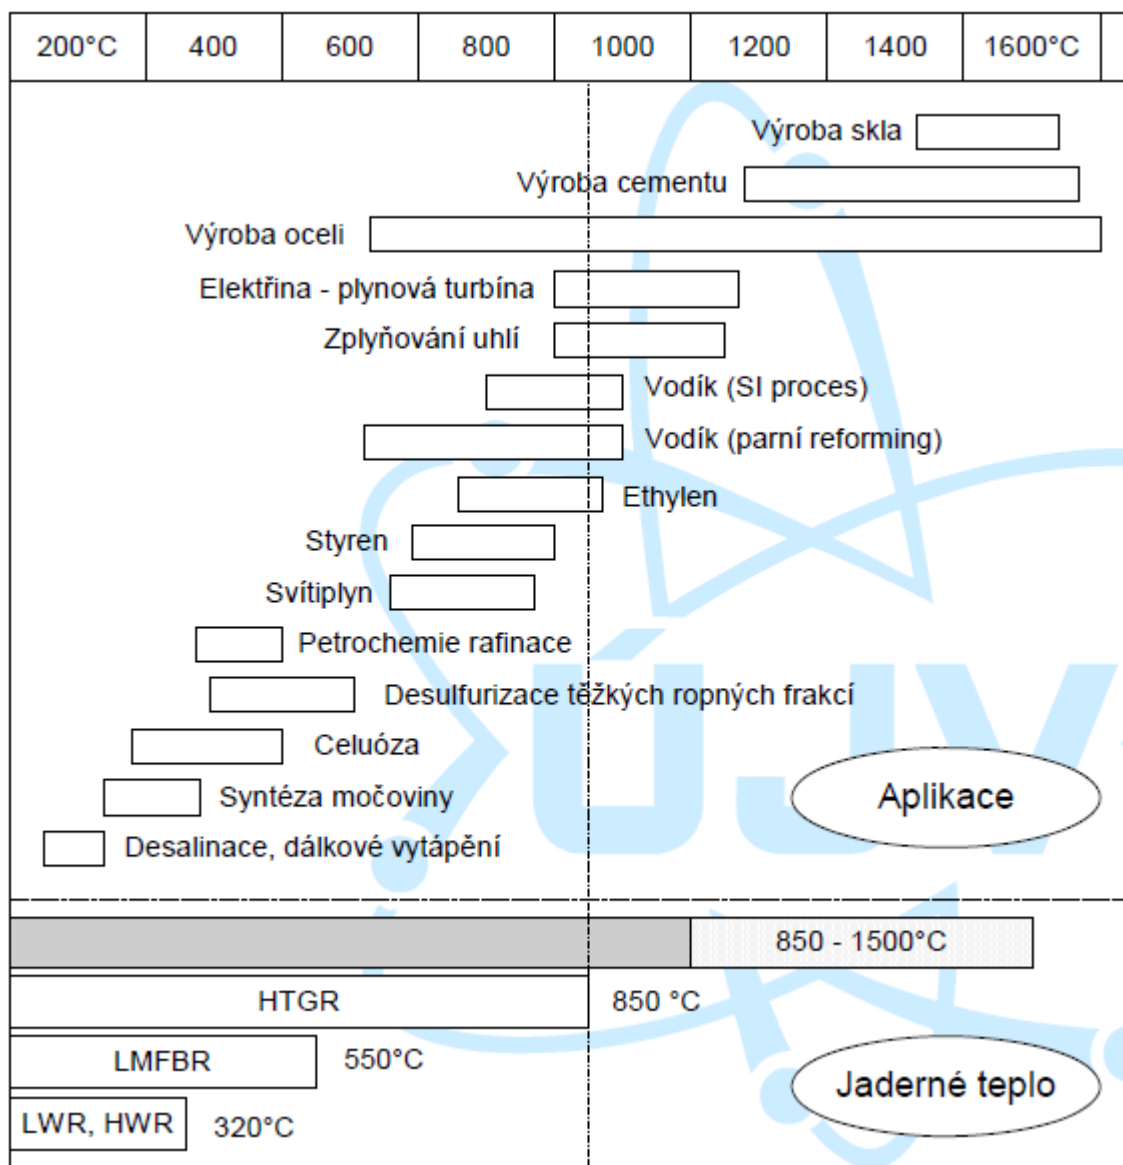 200°C 400 600 800 1000 1200 1400 1600°C
Výroba skla
Výroba cementu
Výroba oceli
Elektřina - plynová turbína
Zplyňování uhlí
Vodík (SI proces)
Vodík (parní reforming)
Ethylen
Styren
Svítiplyn
Petrochemie rafinace
Desulfurizace těžkých ropných frakcí
Celuóza
Aplikace
Syntéza močoviny
Desalinace, dálkové vytápění
ÚJV
850 - 1500°C
HTGR 850 °C
LMFBR 550°C
Jaderné teplo
LWR, HWR 320°C